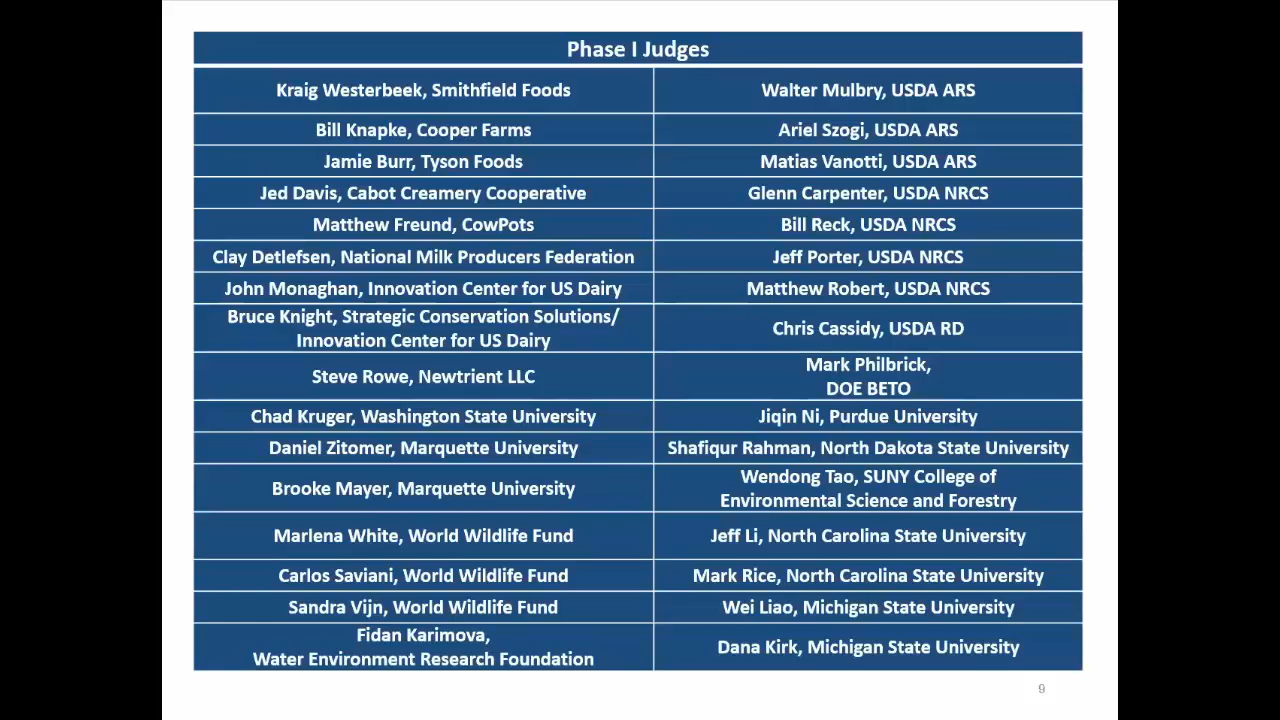 Phase I Judges
Kraig Westerbeek, Smithfield Foods
Walter Mulbry, USDA ARS
Bill Knapke, Cooper Farms
Ariel Szogi, USDA ARS
Jamie Burr, Tyson Foods
Matias Vanotti, USDA ARS
Jed Davis, Cabot Creamery Cooperative
Glenn Carpenter, USDA NRCS
Matthew Freund, CowPots
Bill Reck, USDA NRCS
Clay Detlefsen, National Milk Producers Federation
Jeff Porter, USDA NRCS
John Monaghan, Innovation Center for US Dairy
Matthew Robert, USDA NRCS
Bruce Knight, Strategic Conservation Solutions/
Innovation Center for US Dairy
Chris Cassidy, USDA RD
Steve Rowe, Newtrient LLC
Mark Philbrick,
DOE BETO
Chad Kruger, Washington State University
Jiqin Ni, Purdue University
Daniel Zitomer, Marquette University
Shafiqur Rahman, North Dakota State University
Brooke Mayer, Marquette University
Wendong Tao, SUNY College of
Environmental Science and Forestry
Marlena White, World Wildlife Fund
Jeff Li, North Carolina State University
Carlos Saviani, World Wildlife Fund
Mark Rice, North Carolina State University
Sandra Vijn, World Wildlife Fund
Wei Liao, Michigan State University
Fidan Karimova,
Water Environment Research Foundation
Dana Kirk, Michigan State University
9